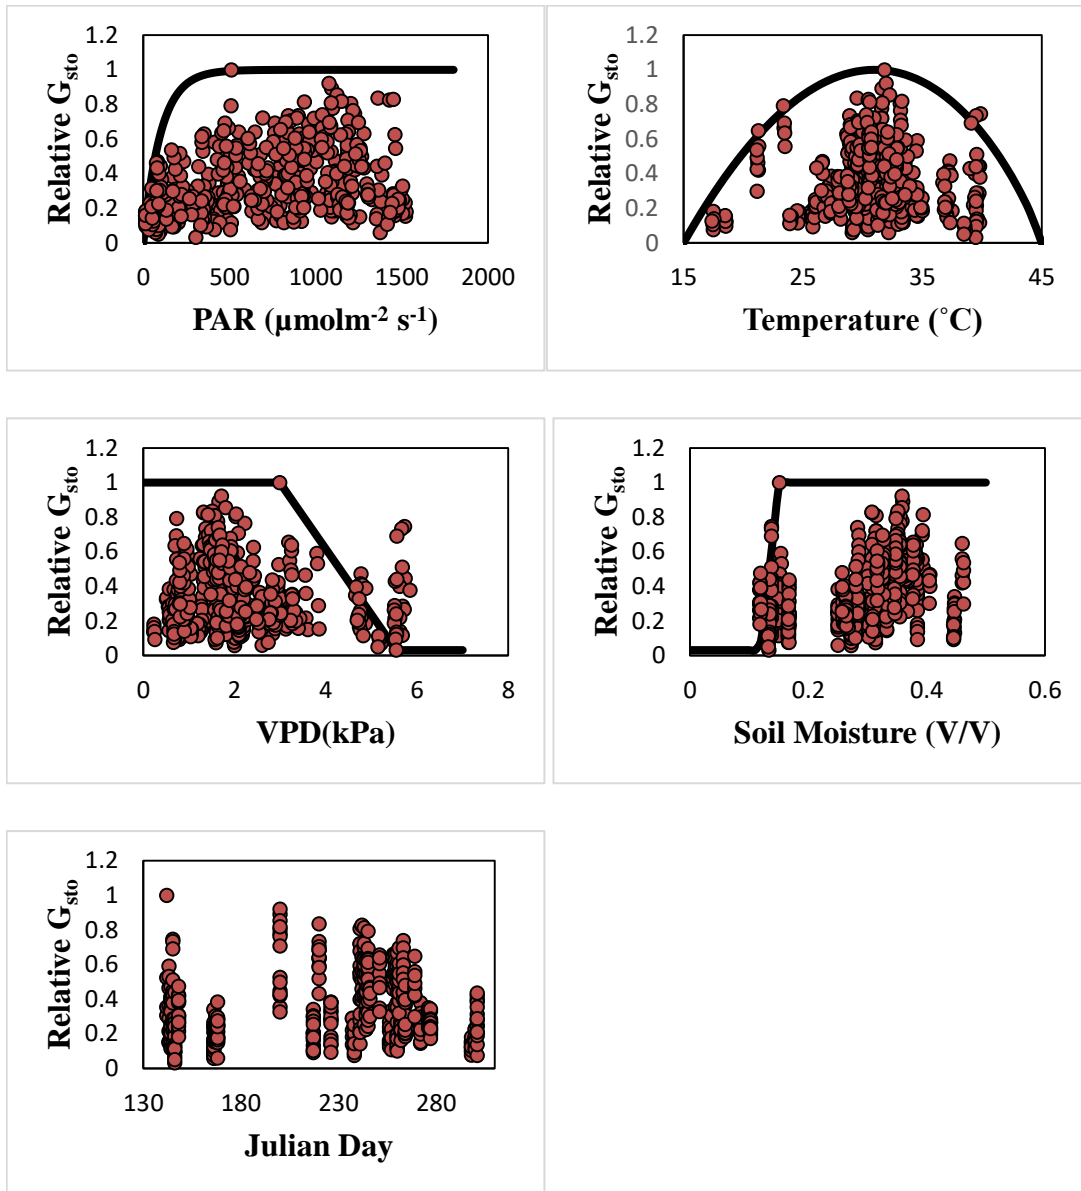 1.2
1
0.8
0.6
0.4
0.2
0
Relative G_sto
0 500 1000 1500 2000
PAR (µmolm⁻² s⁻¹)
1.2
1
0.8
0.6
0.4
0.2
0
Relative G_sto
15 25 35 45
Temperature (˚C)
1.2
1
0.8
0.6
0.4
0.2
0
Relative G_sto
0 2 4 6 8
VPD(kPa)
1.2
1
0.8
0.6
0.4
0.2
0
Relative G_sto
0 0.2 0.4 0.6
Soil Moisture (V/V)
1.2
1
0.8
0.6
0.4
0.2
0
Relative G_sto
130 180 230 280
Julian Day